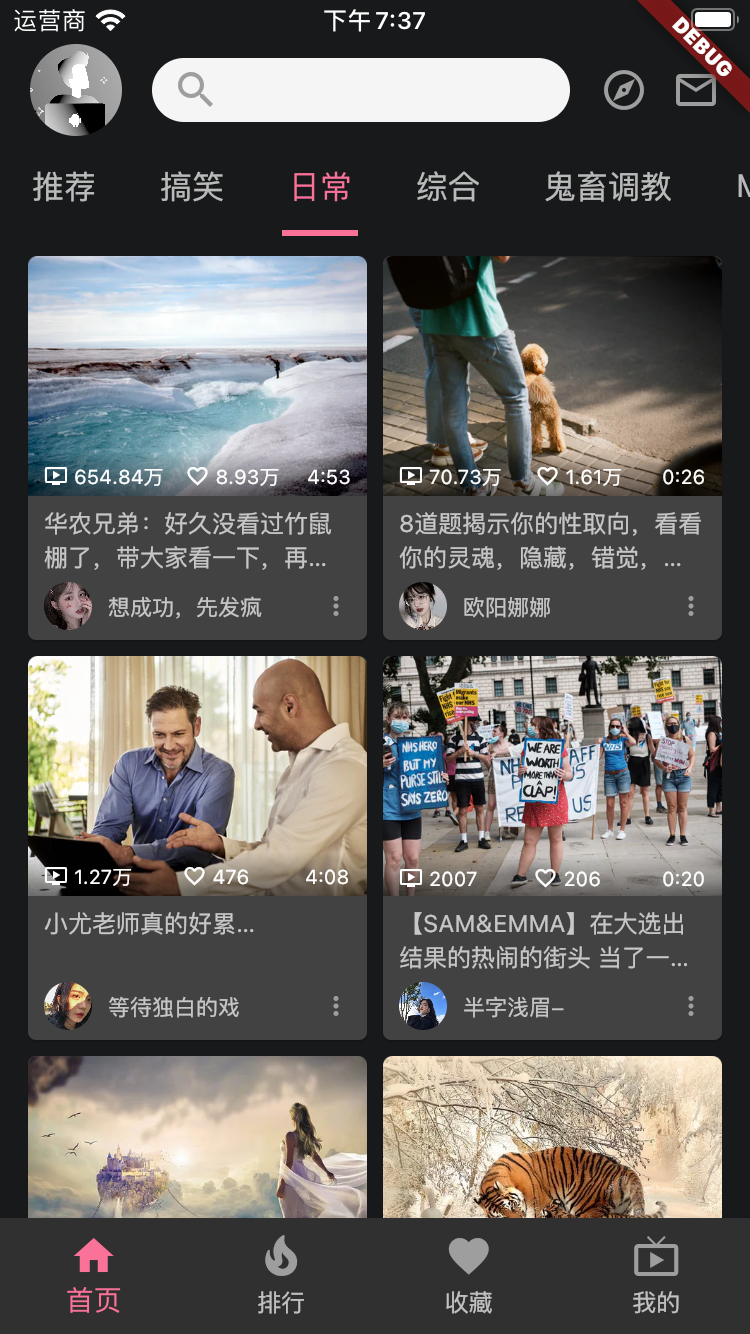 运营商 下午7:37
DEBUG
推荐 搞笑 日常 综合 鬼畜调教
654.84万 8.93万 4:53
华农兄弟：好久没看过竹鼠
棚了，带大家看一下，再...
想成功，先发疯
70.73万 1.61万 0:26
8道题揭示你的性取向，看看
你的灵魂，隐藏，错觉，...
欧阳娜娜
1.27万 476 4:08
小尤老师真的好累...
等待独白的戏
NHS HERO
BUT MY
PURSE STILL
SAYS ZERO
WE ARE
WORTH
MORE THAN
A
CLAP!
2007 206 0:20
【SAM&EMMA】在大选出
结果的热闹的街头 当了一...
半字浅眉–
首页 排行 收藏 我的